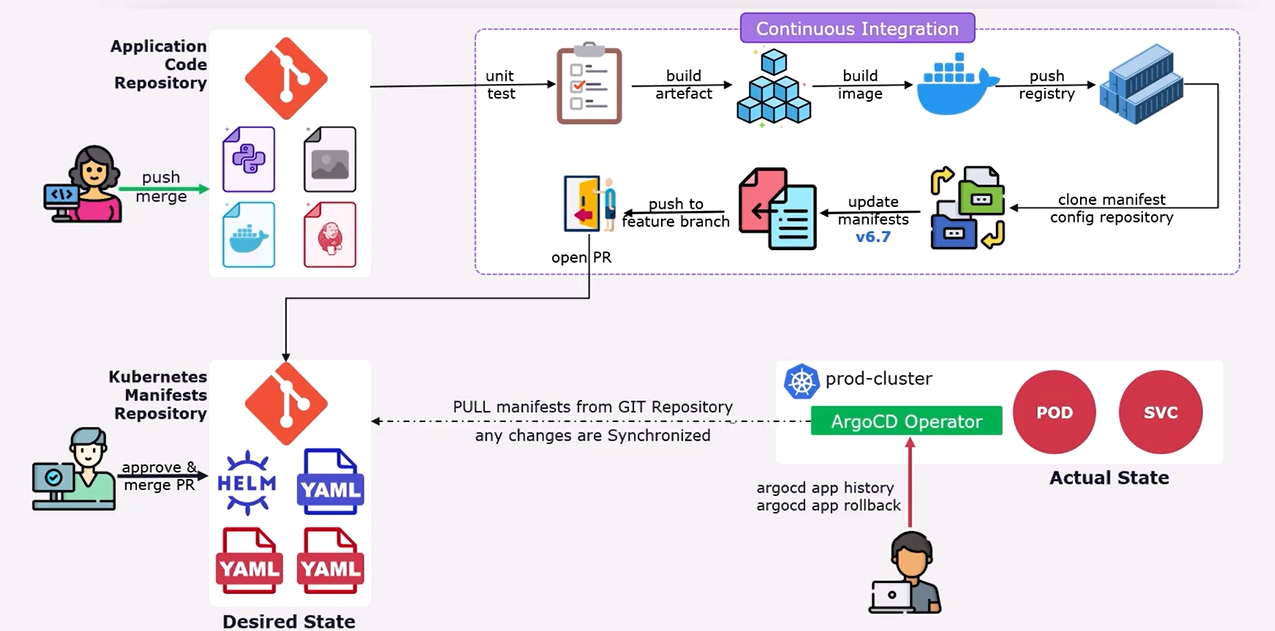 Continuous Integration
Application
Code
Repository
push
merge
unit
test
build
artefact
build
image
push
registry
clone manifest
config repository
update
manifests
v6.7
push to
feature branch
open PR
Kubernetes
Manifests
Repository
approve &
merge PR
HELM
YAML
YAML
YAML
Desired State
PULL manifests from GIT Repository
any changes are Synchronized
prod-cluster
ArgoCD Operator
POD
SVC
Actual State
argocd app history
argocd app rollback